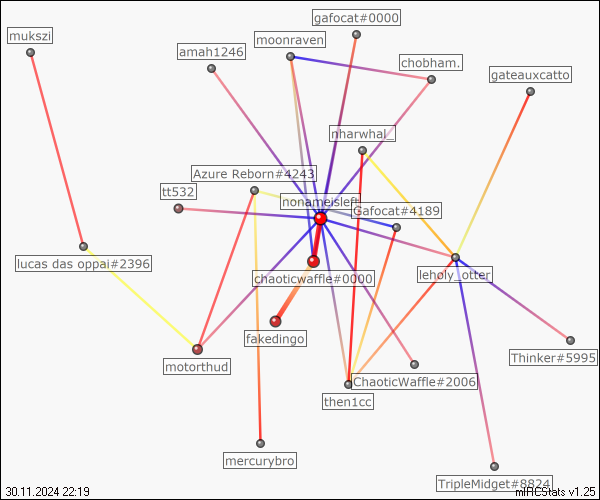 gafocat#0000
mukszi
moonraven
amah1246
chobham.
gateauxcatto
nharwhal_
Azure Reborn#4243
tt532
nonameisleft
Gafocat#4189
lucas das oppai#2396
chaoticwaffle#0000
leholy_otter
fakedingo
motorthud
Thinker#5995
ChaoticWaffle#2006
then1cc
mercurybro
TripleMidget#8824
30.11.2024 22:19
mIRCStats v1.25